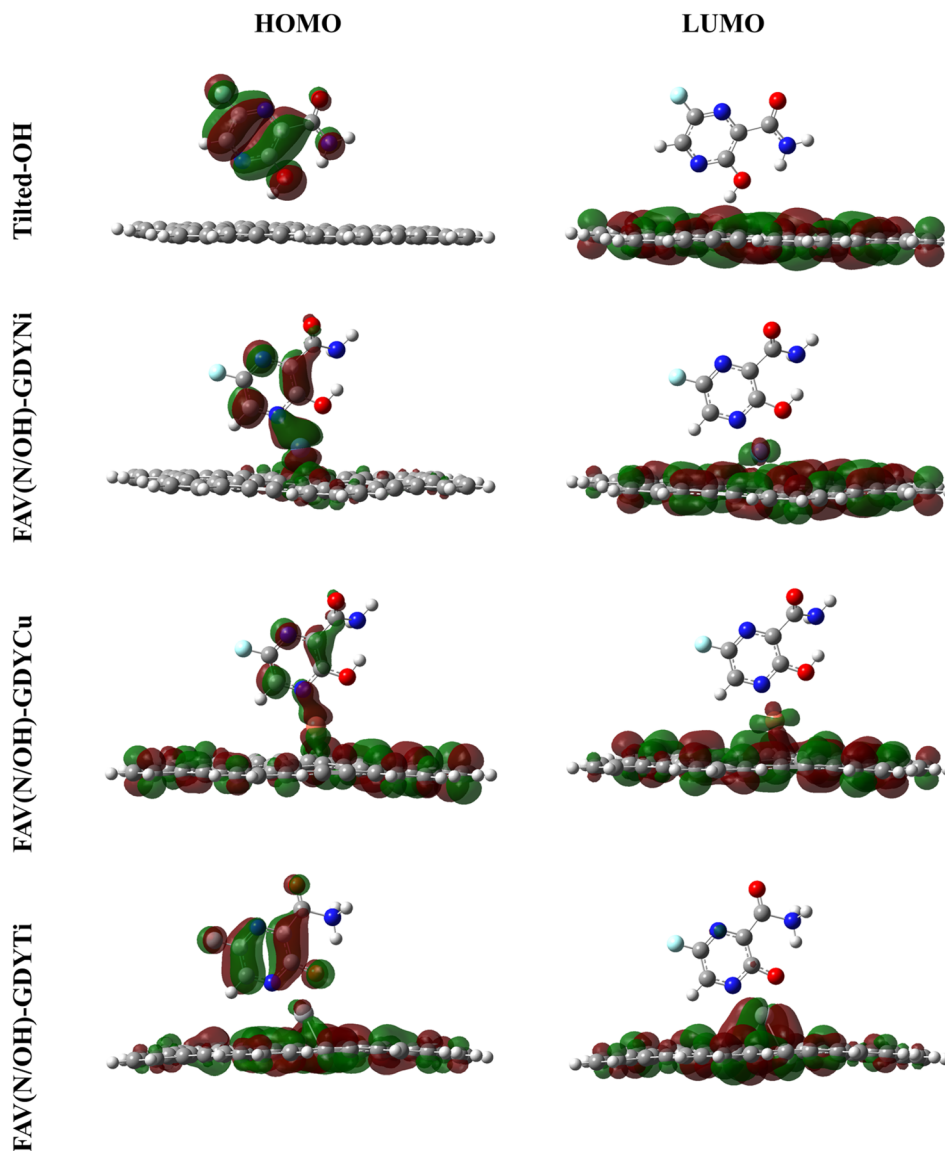 HOMO
LUMO
Tilted-OH
FAV(N/OH)-GDYNi
FAV(N/OH)-GDYCu
FAV(N/OH)-GDYTi